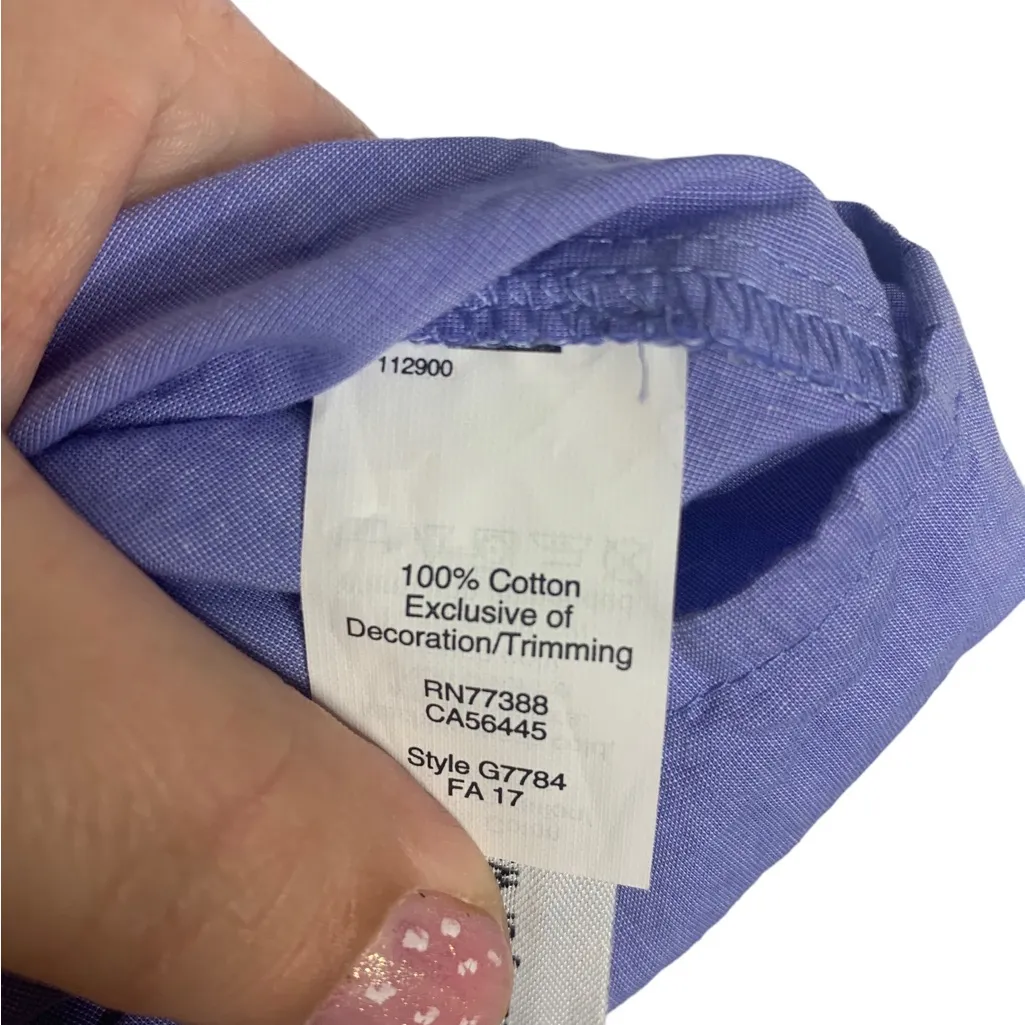 112900
100% Cotton
Exclusive of
Decoration/Trimming
RN77388
CA56445
Style G7784
FA 17